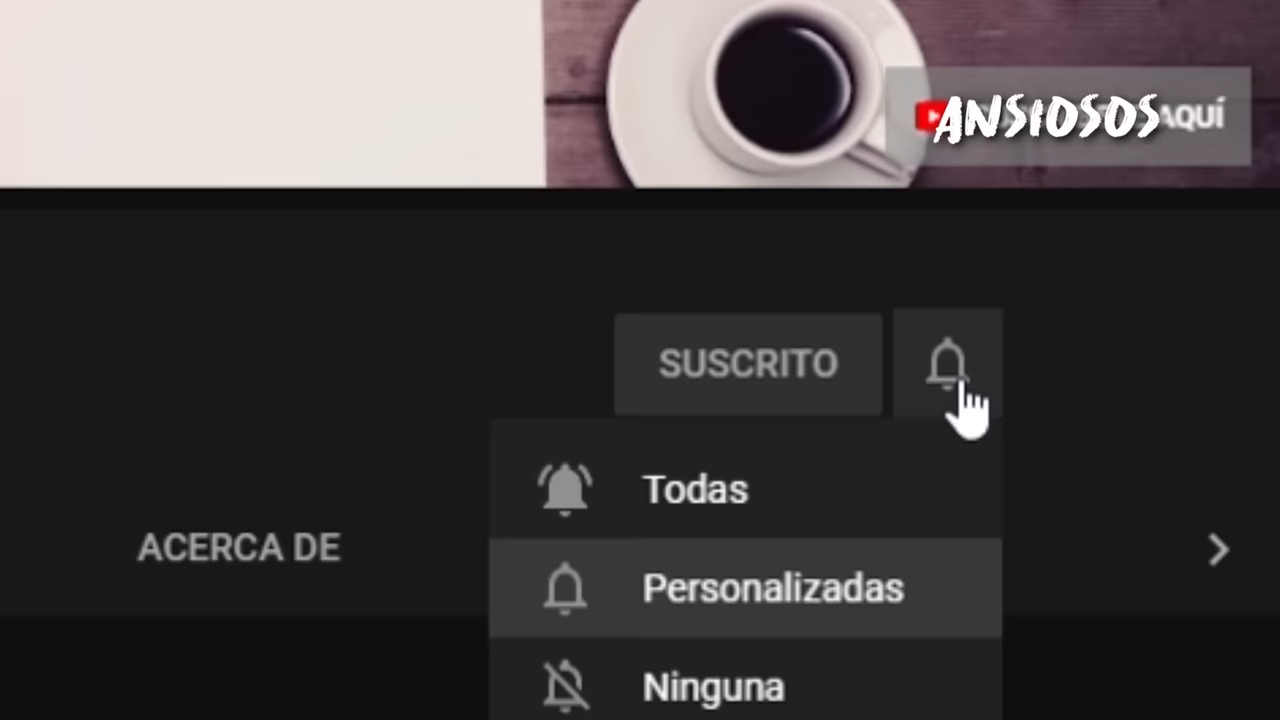 ANSIOSOS
AQUÍ
SUSCRITO
Todas
ACERCA DE
Personalizadas
Ninguna